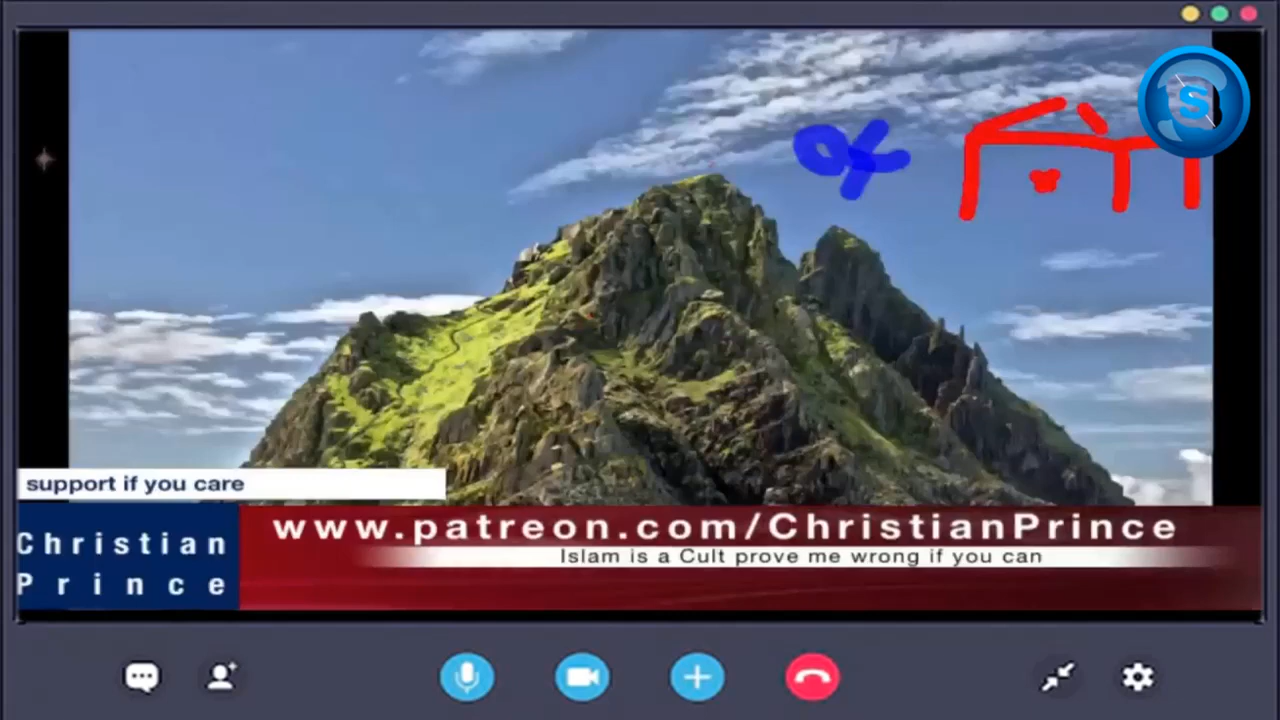 S
support if you care
Christian
Prince
www.patreon.com/ChristianPrince
Islam is a Cult prove me wrong if you can